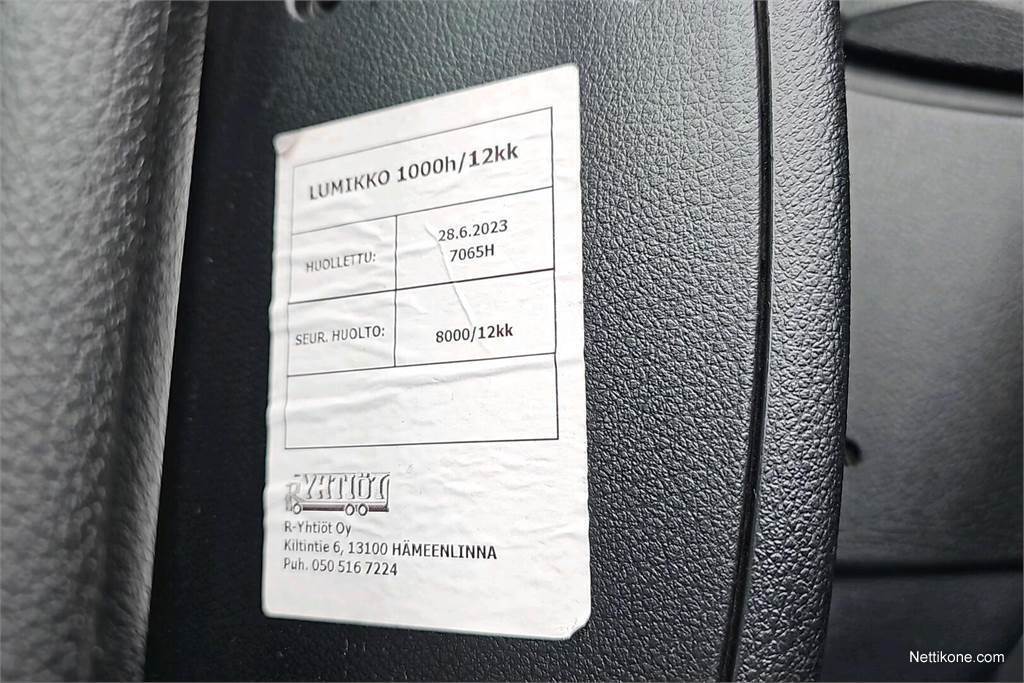 LUMIKKO 1000h/12kk
HUOLLETTU:
28.6.2023
7065H
SEUR. HUOLTO:
8000/12kk
R YHTIÖT
R-Yhtiöt Oy
Kiltintie 6, 13100 HÄMEENLINNA
Puh. 050 516 7224
Nettikone.com